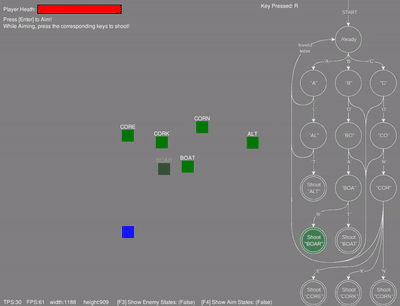 Player Heath:
Key Pressed: R
START
Press [Enter] to Aim!
While Aiming, press the corresponding keys to shoot!
Ready
"A"
"B"
"C"
CORN
CORE
CORK
ALT
"AL"
"BO"
"CO"
BOAR
BOAT
Shoot
"ALT"
"BOA"
"COR"
Shoot
"BOAR"
Shoot
"BOAT"
Shoot
"CORE"
Shoot
"CORK"
Shoot
"CORN"
TPS:30 FPS:61 width:1188 height:909 [F3] Show Enemy States: (False) [F4] Show Aim States: (False)